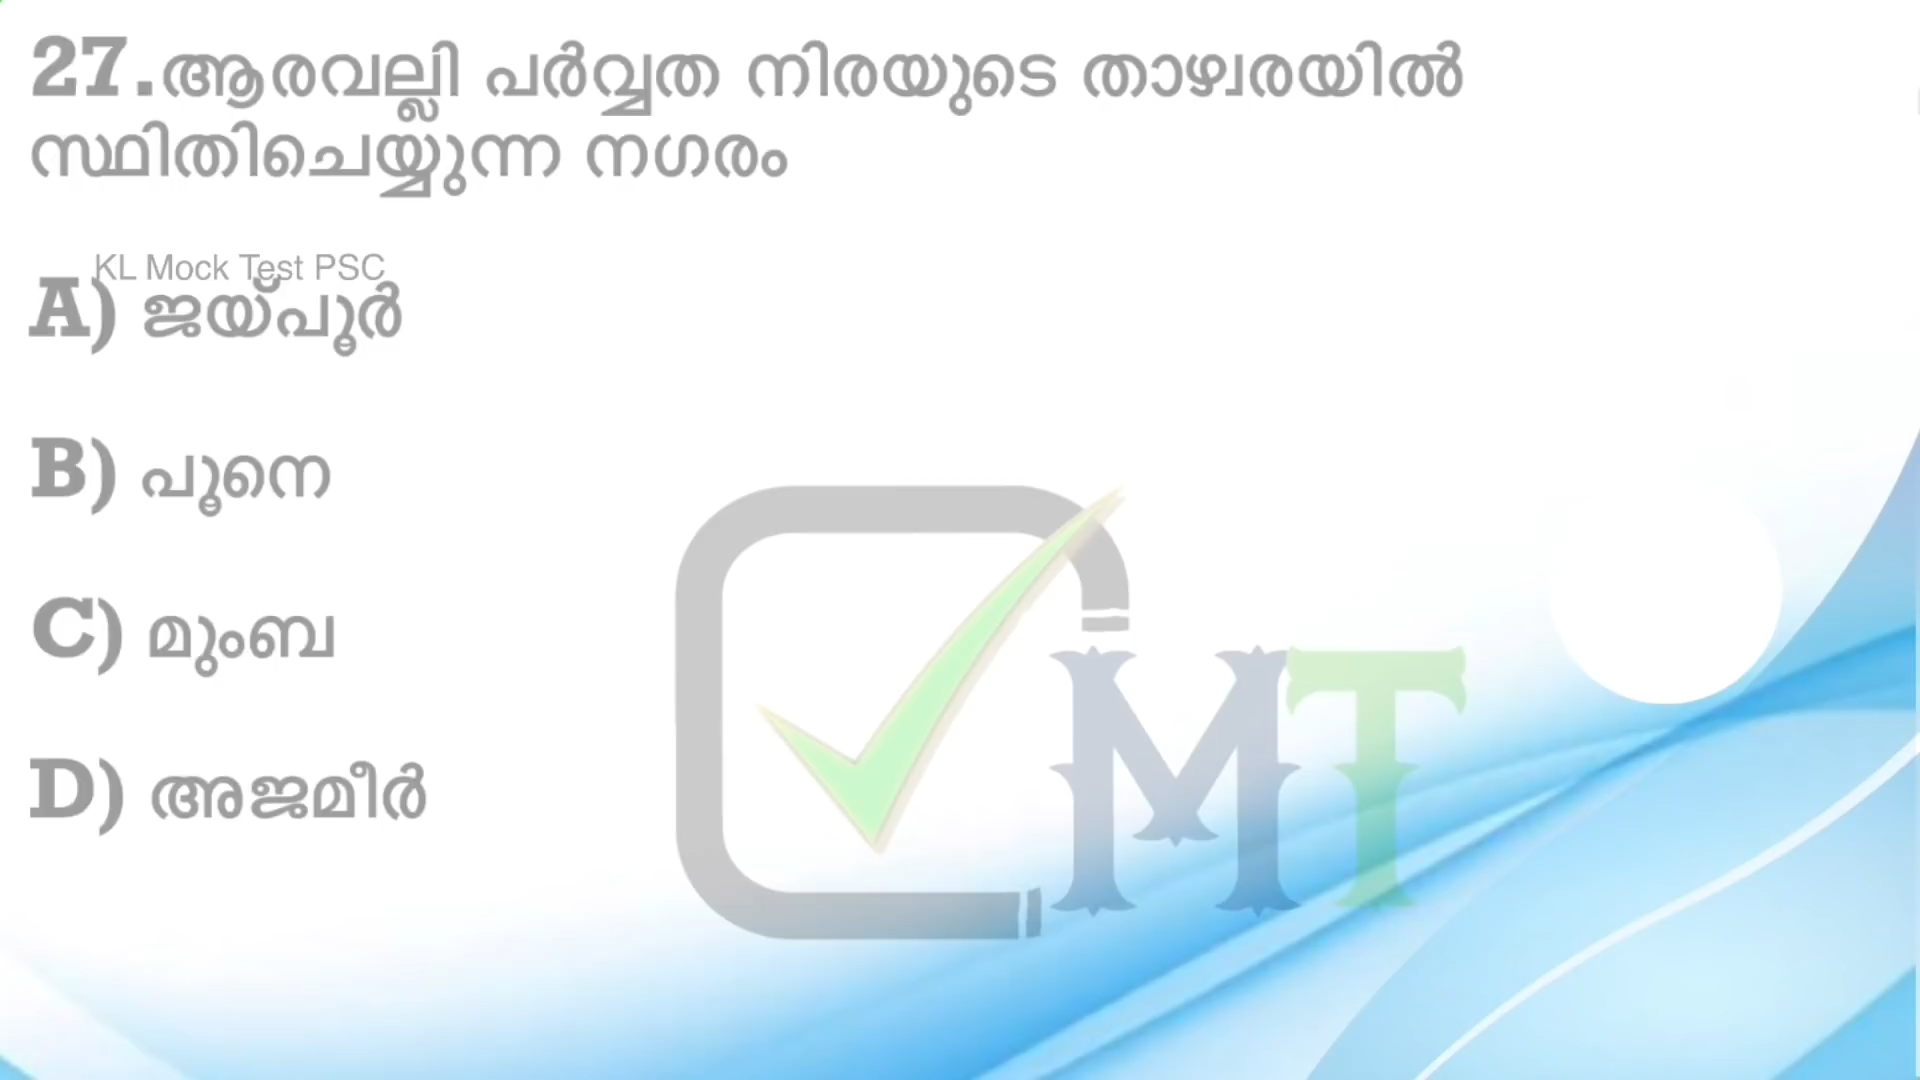 27.ആരവല്ലി പർവ്വത നിരയുടെ താഴ്വരയിൽ
സ്ഥിതിചെയ്യുന്ന നഗരം
KL Mock Test PSC
A) ജയ്പൂർ
B) പൂനെ
C) മുംബ
D) അജമീർ
MT